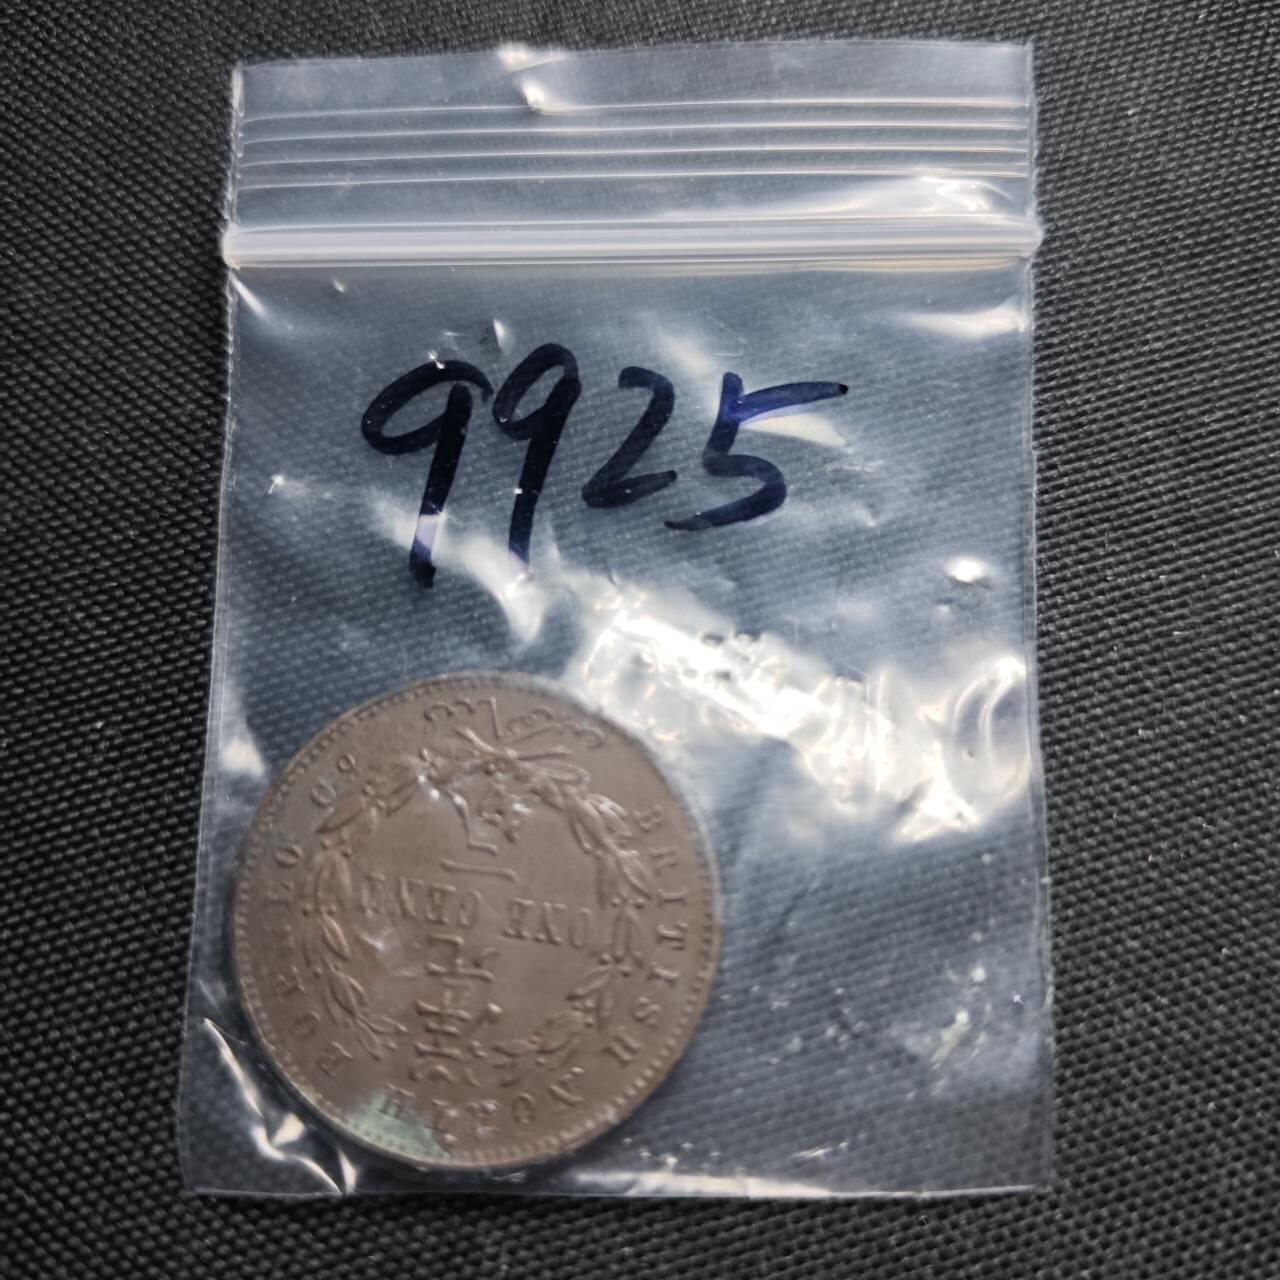 9925
BRITISH NORTH BORNEO CO.
ONE CENT